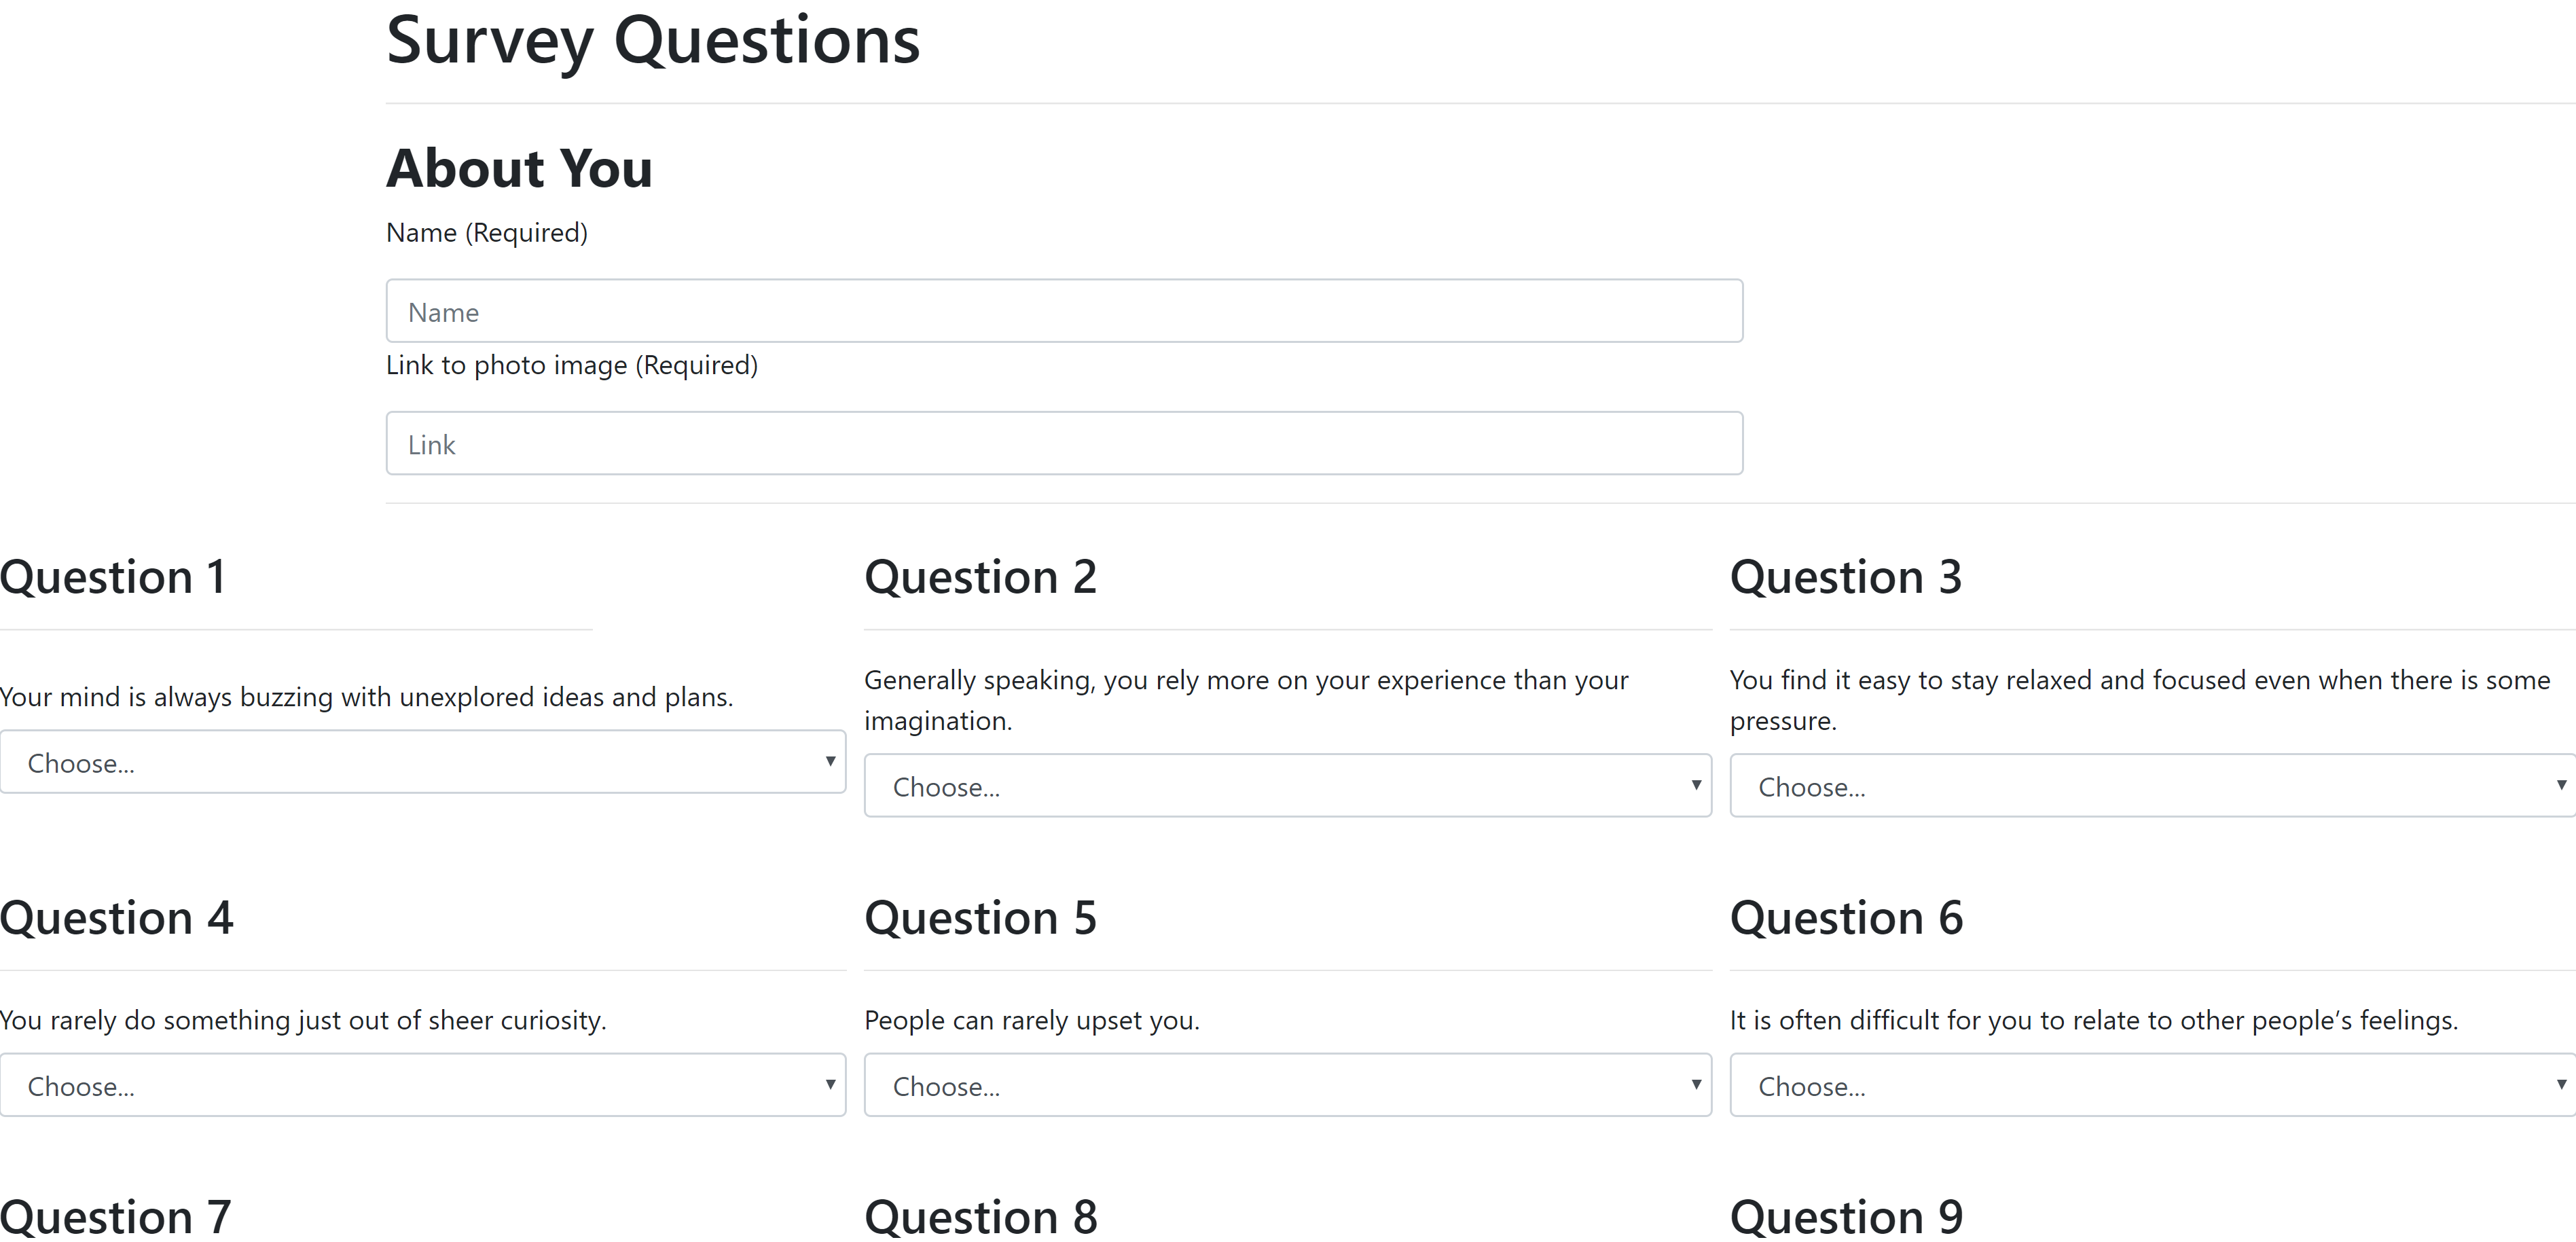 Survey Questions
About You
Name (Required)
Name
Link to photo image (Required)
Link
Question 1
Your mind is always buzzing with unexplored ideas and plans.
Choose...
Question 2
Generally speaking, you rely more on your experience than your
imagination.
Choose...
Question 3
You find it easy to stay relaxed and focused even when there is some
pressure.
Choose...
Question 4
You rarely do something just out of sheer curiosity.
Choose...
Question 5
People can rarely upset you.
Choose...
Question 6
It is often difficult for you to relate to other people’s feelings.
Choose...
Question 7
Question 8
Question 9